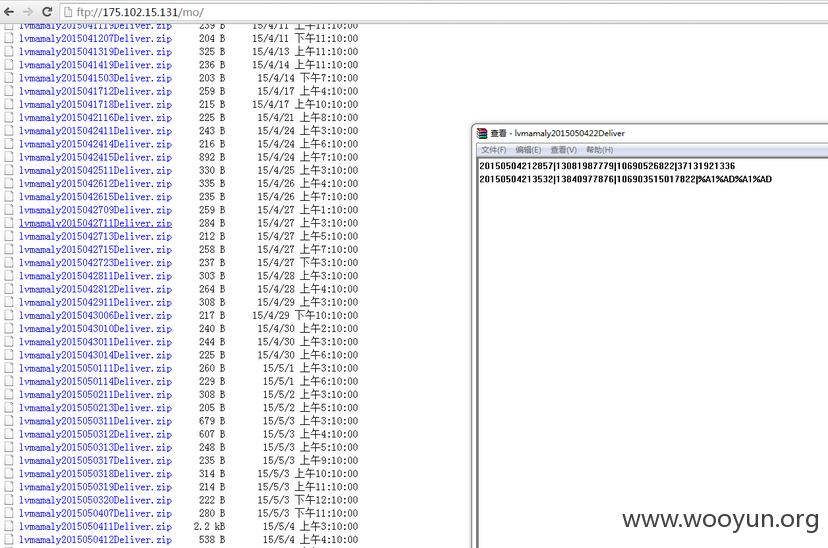 ftp://175.102.15.131/mo/
lvmamaly2015041119Deliver.zip 239 B 15/4/11 下午11:10:00
lvmamaly2015041207Deliver.zip 204 B 15/4/11 下午11:10:00
lvmamaly2015041319Deliver.zip 325 B 15/4/13 上午11:10:00
lvmamaly2015041419Deliver.zip 236 B 15/4/14 上午11:10:00
lvmamaly2015041503Deliver.zip 203 B 15/4/14 下午7:10:00
lvmamaly2015041712Deliver.zip 259 B 15/4/17 上午4:10:00
lvmamaly2015041718Deliver.zip 215 B 15/4/17 上午10:10:00
lvmamaly2015042116Deliver.zip 225 B 15/4/21 上午8:10:00
lvmamaly2015042411Deliver.zip 243 B 15/4/24 上午3:10:00
lvmamaly2015042414Deliver.zip 216 B 15/4/24 上午6:10:00
lvmamaly2015042415Deliver.zip 892 B 15/4/24 上午7:10:00
lvmamaly2015042511Deliver.zip 330 B 15/4/25 上午3:10:00
lvmamaly2015042612Deliver.zip 335 B 15/4/26 上午4:10:00
lvmamaly2015042615Deliver.zip 235 B 15/4/26 上午7:10:00
lvmamaly2015042709Deliver.zip 259 B 15/4/27 上午1:10:00
lvmamaly2015042711Deliver.zip 284 B 15/4/27 上午3:10:00
lvmamaly2015042713Deliver.zip 212 B 15/4/27 上午5:10:00
lvmamaly2015042715Deliver.zip 258 B 15/4/27 上午7:10:00
lvmamaly2015042723Deliver.zip 237 B 15/4/27 下午3:10:00
lvmamaly2015042811Deliver.zip 303 B 15/4/28 上午3:10:00
lvmamaly2015042812Deliver.zip 264 B 15/4/28 上午4:10:00
lvmamaly2015042911Deliver.zip 308 B 15/4/29 上午3:10:00
lvmamaly2015043006Deliver.zip 217 B 15/4/29 下午10:10:00
lvmamaly2015043010Deliver.zip 240 B 15/4/30 上午2:10:00
lvmamaly2015043011Deliver.zip 244 B 15/4/30 上午3:10:00
lvmamaly2015043014Deliver.zip 225 B 15/4/30 上午6:10:00
lvmamaly2015050111Deliver.zip 260 B 15/5/1 上午3:10:00
lvmamaly2015050114Deliver.zip 229 B 15/5/1 上午6:10:00
lvmamaly2015050211Deliver.zip 308 B 15/5/2 上午3:10:00
lvmamaly2015050213Deliver.zip 205 B 15/5/2 上午5:10:00
lvmamaly2015050311Deliver.zip 679 B 15/5/3 上午3:10:00
lvmamaly2015050312Deliver.zip 607 B 15/5/3 上午4:10:00
lvmamaly2015050313Deliver.zip 248 B 15/5/3 上午5:10:00
lvmamaly2015050317Deliver.zip 235 B 15/5/3 上午9:10:00
lvmamaly2015050318Deliver.zip 314 B 15/5/3 上午10:10:00
lvmamaly2015050319Deliver.zip 214 B 15/5/3 上午11:10:00
lvmamaly2015050320Deliver.zip 222 B 15/5/3 下午12:10:00
lvmamaly2015050407Deliver.zip 280 B 15/5/3 下午11:10:00
lvmamaly2015050411Deliver.zip 2.2 kB 15/5/4 上午3:10:00
lvmamaly2015050412Deliver.zip 538 B 15/5/4 上午4:10:00
查看 - lvmamaly2015050422Deliver
文件(F) 编辑(E) 查看(V) 帮助(H)
20150504212857|13081987779|10690526822|37131921336
20150504213532|13840977876|106903515017822|%A1%AD%A1%AD
www.wooyun.org